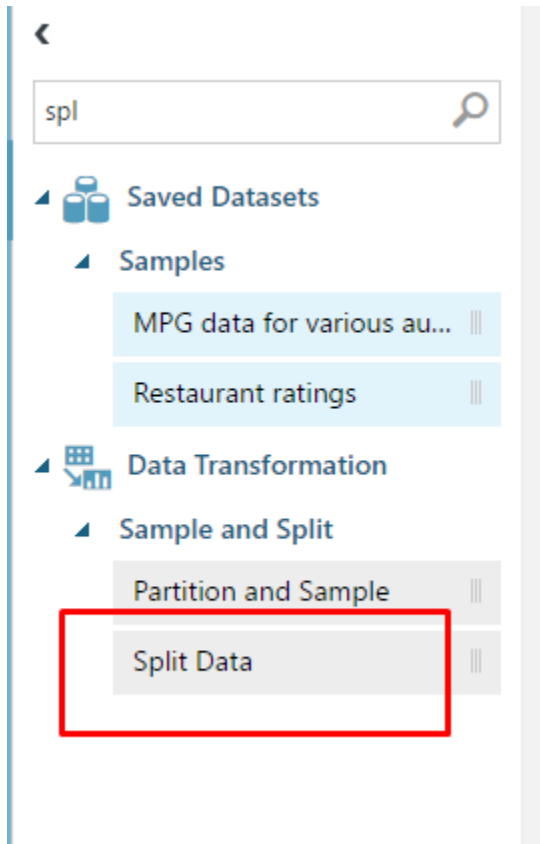 spl
Saved Datasets
Samples
MPG data for various au...
Restaurant ratings
Data Transformation
Sample and Split
Partition and Sample
Split Data